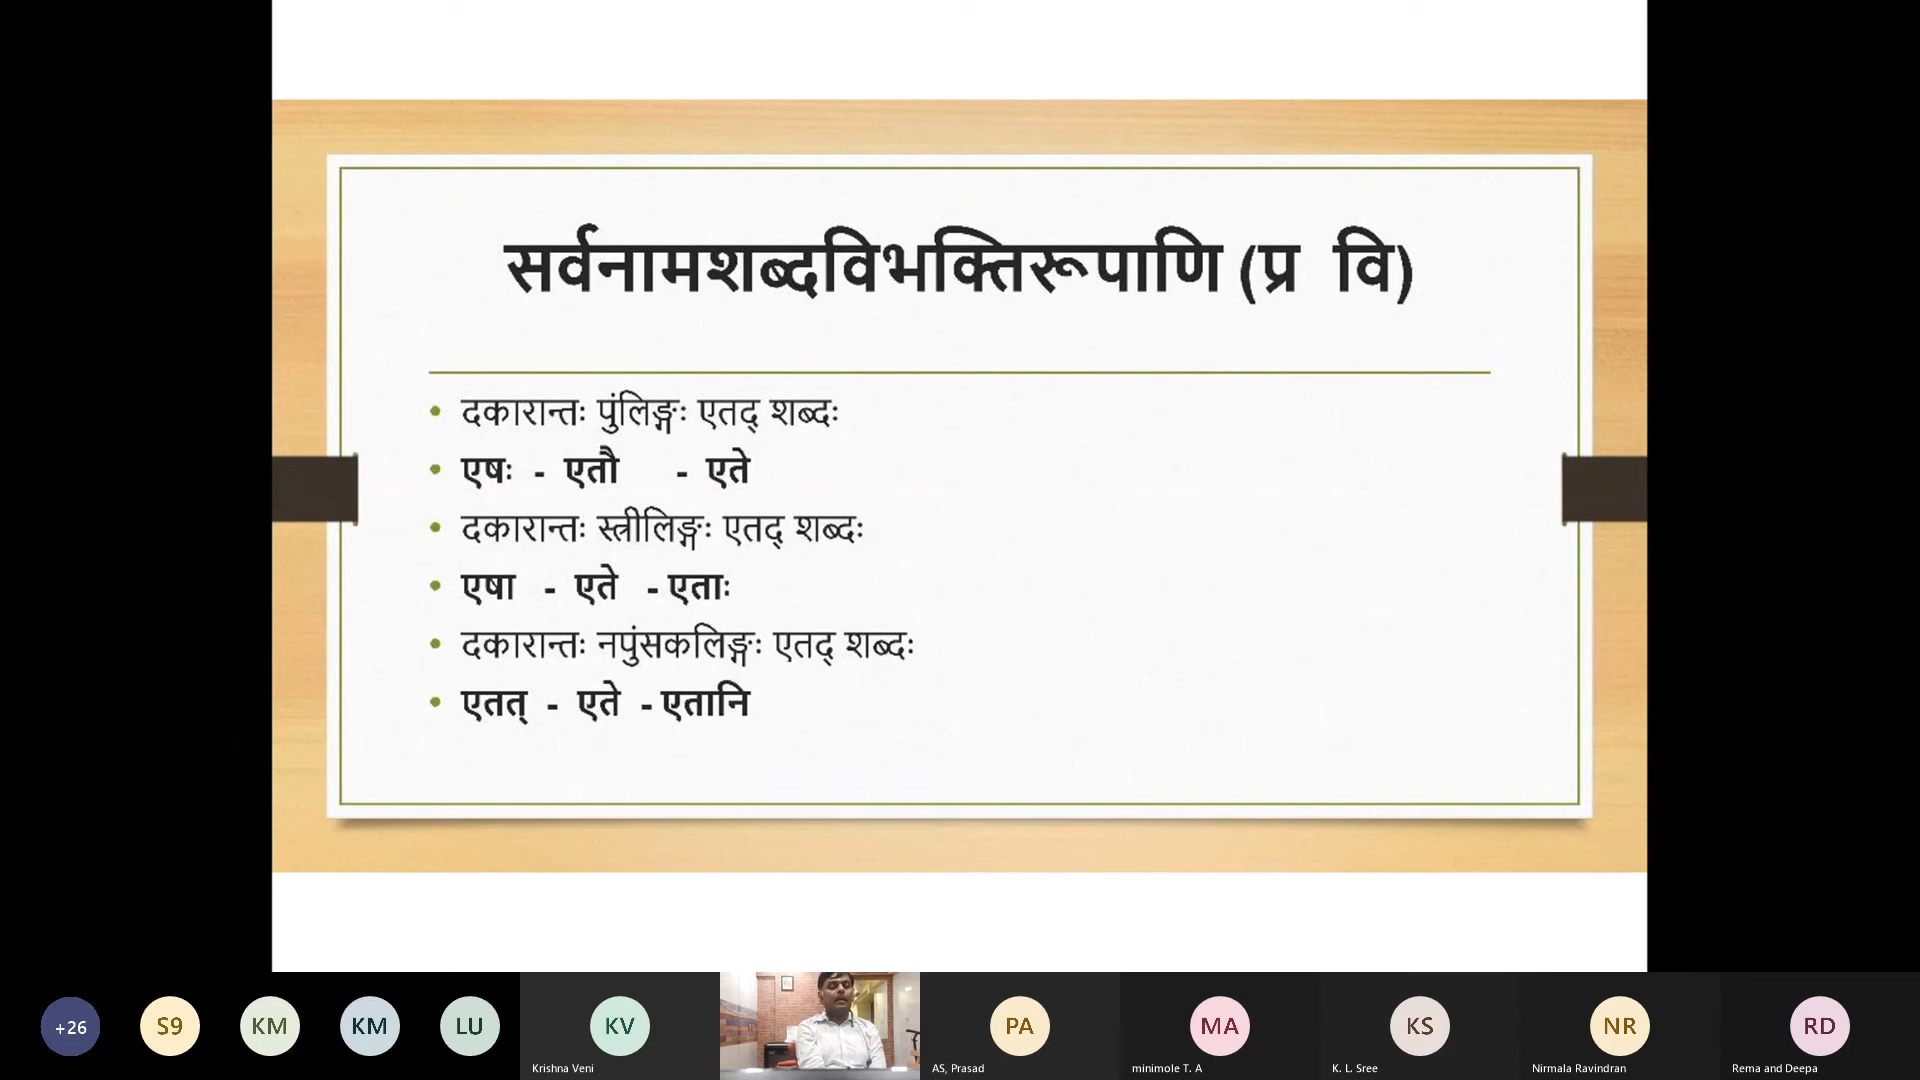 सर्वनामशब्दविभक्तिरूपाणि (प्र वि)
• दकारान्तः पुंलिङ्गः एतद् शब्दः
• एषः - एतौ - एते
• दकारान्तः स्त्रीलिङ्गः एतद् शब्दः
• एषा - एते - एताः
• दकारान्तः नपुंसकलिङ्गः एतद् शब्दः
• एतत् - एते - एतानि
+26 S9 KM KM LU KV PA MA KS NR RD
Krishna Veni AS, Prasad minimole T. A K. L. Sree Nirmala Ravindran Rema and Deepa